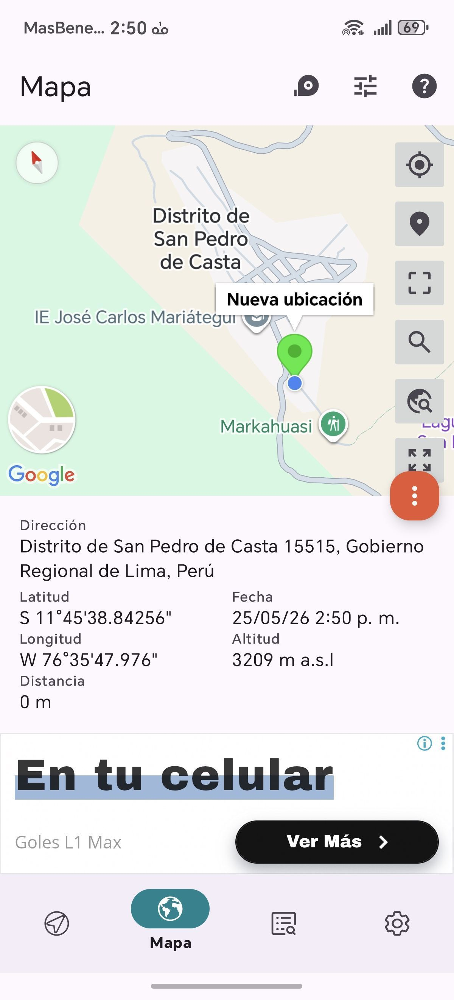 MasBene... 2:50
69
Mapa
Distrito de
San Pedro
de Casta
Nueva ubicación
IE José Carlos Mariátegui
Markahuasi
Google
Dirección
Distrito de San Pedro de Casta 15515, Gobierno
Regional de Lima, Perú
Latitud
S 11°45'38.84256"
Fecha
25/05/26 2:50 p. m.
Longitud
W 76°35'47.976"
Altitud
3209 m a.s.l
Distancia
0 m
En tu celular
Goles L1 Max
Ver Más
Mapa